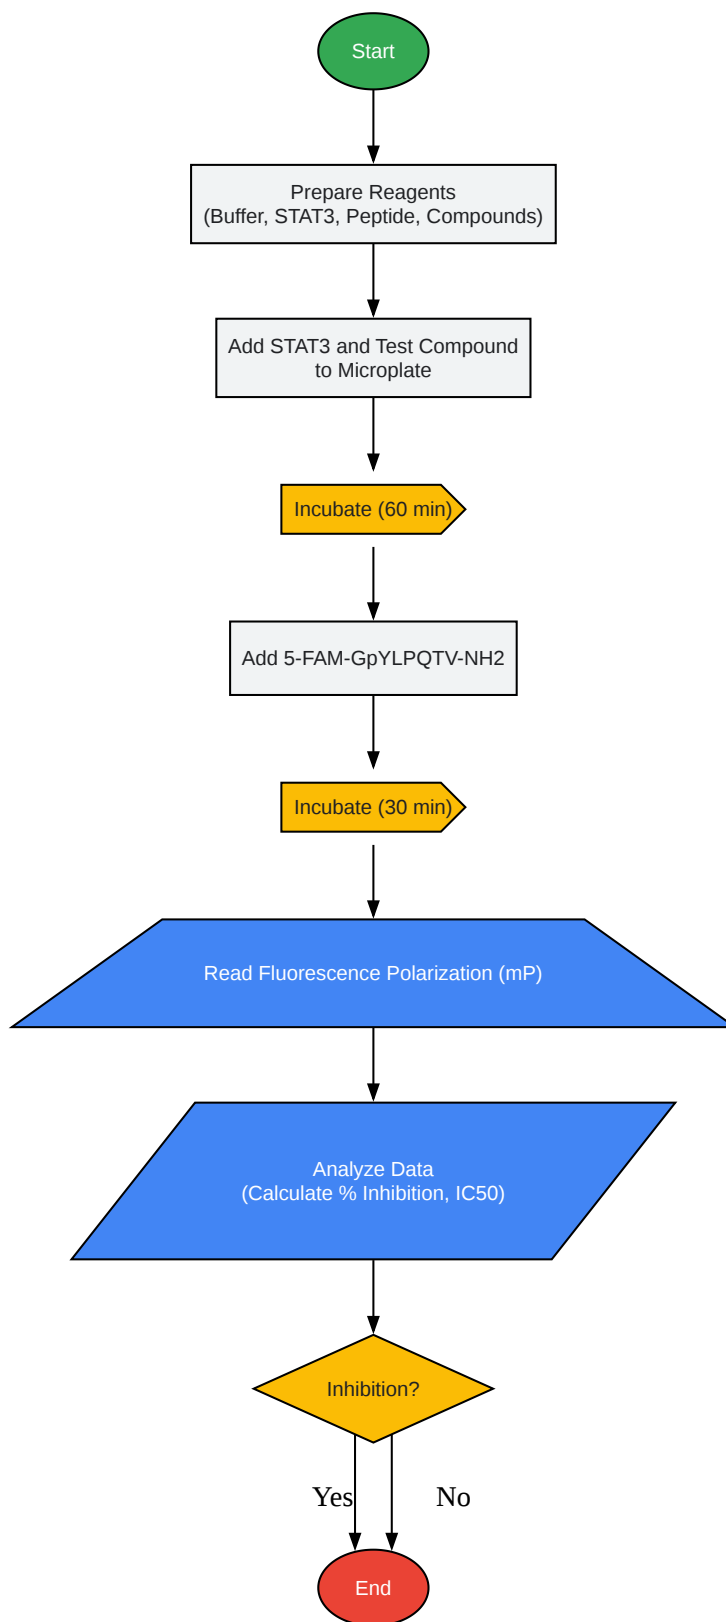 Start
Prepare Reagents
(Buffer, STAT3, Peptide, Compounds)
Add STAT3 and Test Compound
to Microplate
Incubate (60 min)
Add 5-FAM-GpYLPQTV-NH2
Incubate (30 min)
Read Fluorescence Polarization (mP)
Analyze Data
(Calculate % Inhibition, IC50)
Inhibition?
Yes
No
End